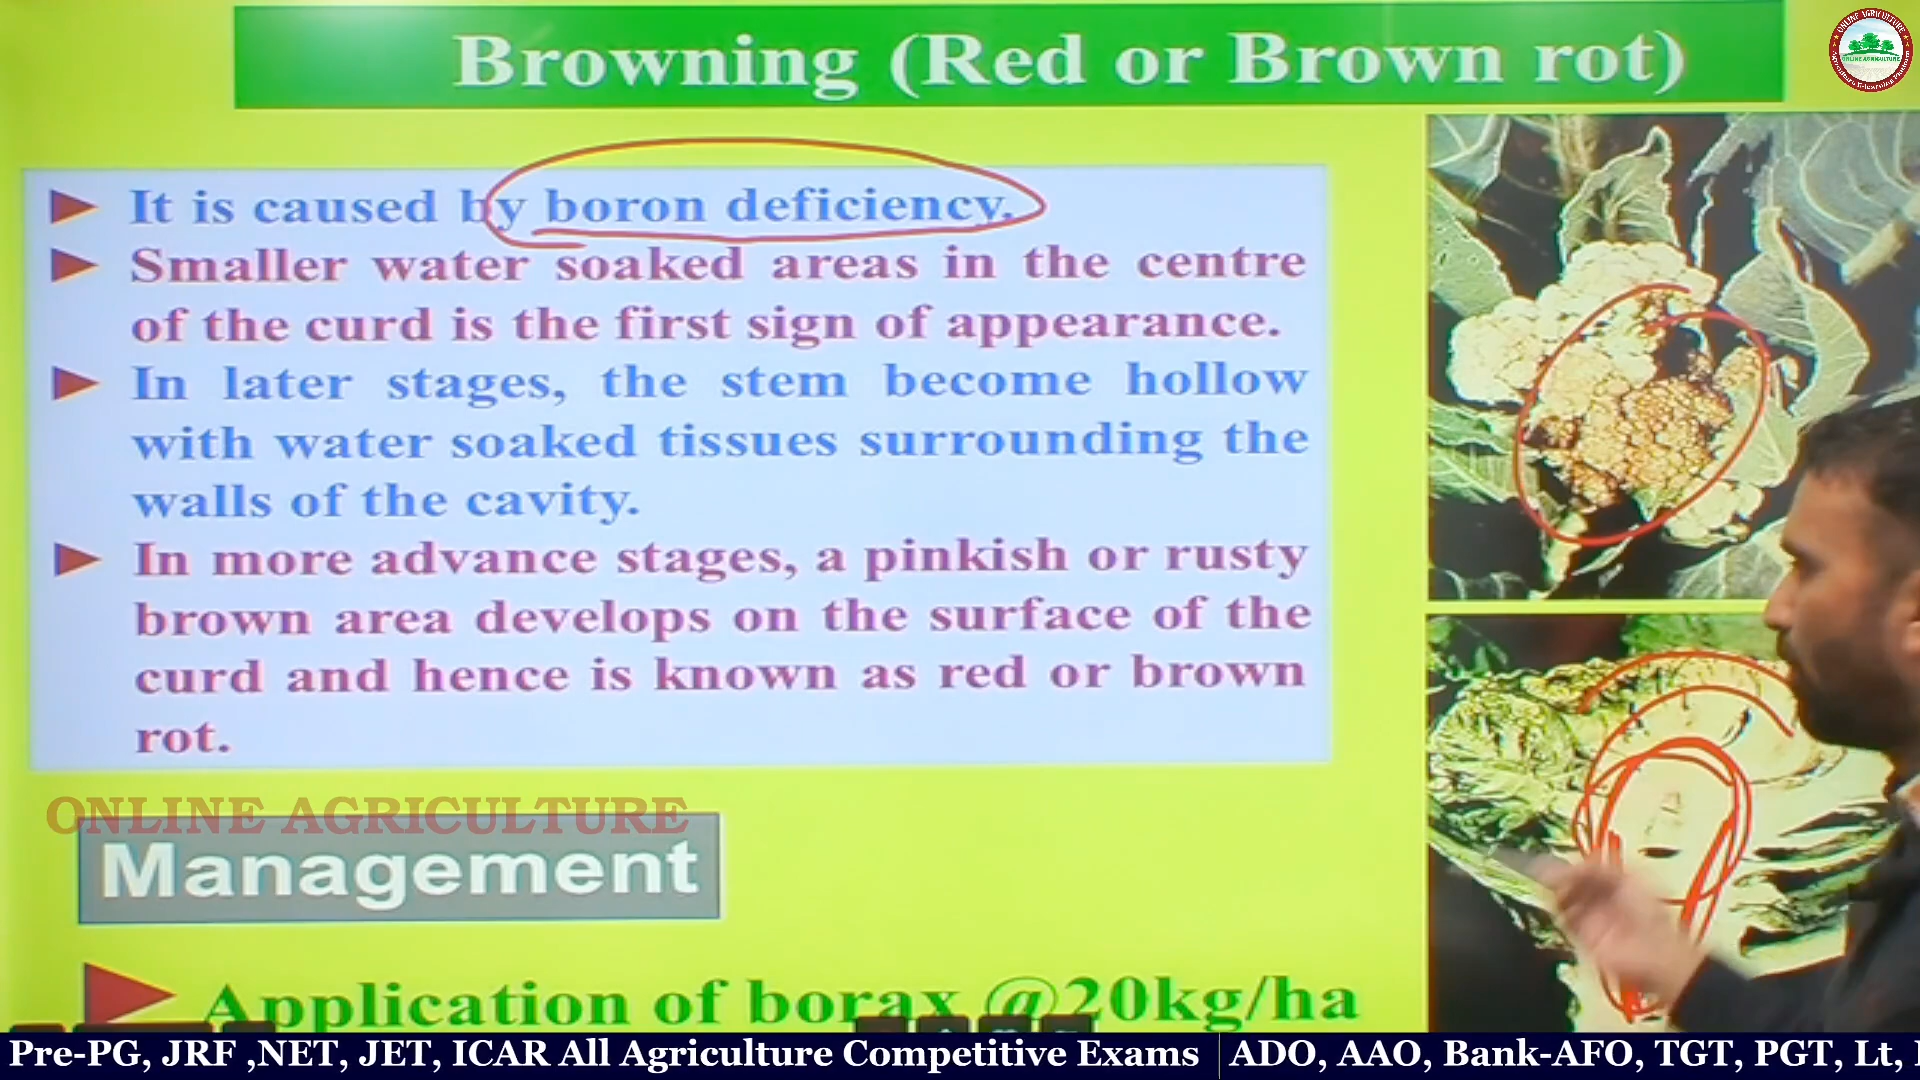 Browning (Red or Brown rot)
ONLINE AGRICULTURE
ONLINE AGRICULTURE
It is caused by boron deficiency.
Smaller water soaked areas in the centre
of the curd is the first sign of appearance.
In later stages, the stem become hollow
with water soaked tissues surrounding the
walls of the cavity.
In more advance stages, a pinkish or rusty
brown area develops on the surface of the
curd and hence is known as red or brown
rot.
ONLINE AGRICULTURE
Management
Application of borax @20kg/ha
Pre-PG, JRF ,NET, JET, ICAR All Agriculture Competitive Exams
ADO, AAO, Bank-AFO, TGT, PGT, Lt,